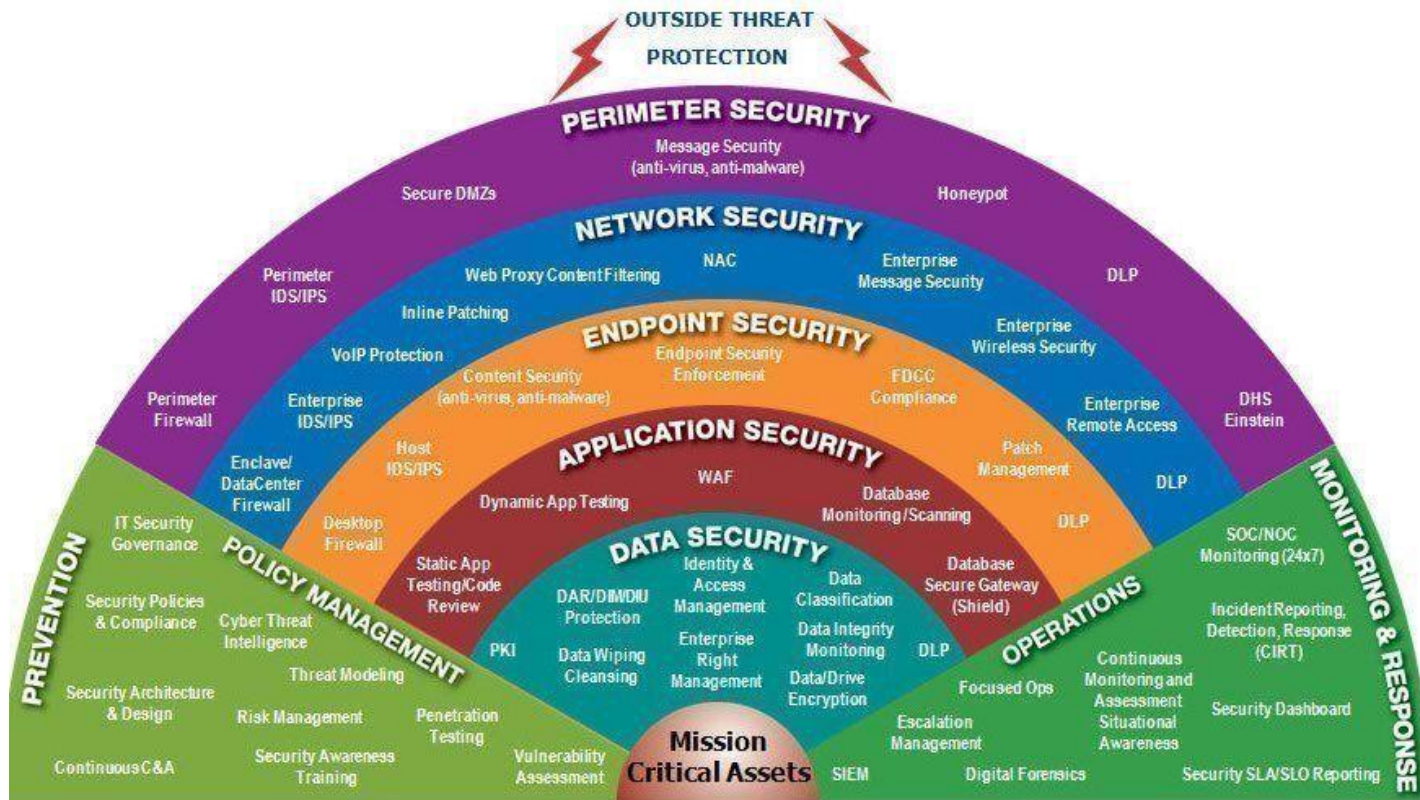 OUTSIDE THREAT
PROTECTION
PERIMETER SECURITY
Message Security
(anti-virus, anti-malware)
Secure DMZs
Honeypot
Perimeter
IDS/IPS
DLP
Perimeter
Firewall
DHS
Einstein
NETWORK SECURITY
NAC
Web Proxy Content Filtering
Enterprise
Message Security
Inline Patching
Enterprise
Wireless Security
VoIP Protection
Enterprise
IDS/IPS
Enterprise
Remote Access
Enclave/
DataCenter
Firewall
DLP
ENDPOINT SECURITY
Endpoint Security
Enforcement
Content Security
(anti-virus, anti-malware)
FDCC
Compliance
Host
IDS/IPS
Patch
Management
Desktop
Firewall
DLP
APPLICATION SECURITY
WAF
Dynamic App Testing
Database
Monitoring/Scanning
Static App
Testing/Code
Review
Database
Secure Gateway
(Shield)
DATA SECURITY
Identity &
Access
Management
DAR/DIM/DIU
Protection
Data
Classification
PKI
Data Wiping
Cleansing
Enterprise
Right
Management
Data Integrity
Monitoring
DLP
Data/Drive
Encryption
Mission
Critical Assets
PREVENTION
POLICY MANAGEMENT
IT Security
Governance
Security Policies
& Compliance
Cyber Threat
Intelligence
Threat Modeling
Security Architecture
& Design
Risk Management
Penetration
Testing
Continuous C&A
Security Awareness
Training
Vulnerability
Assessment
OPERATIONS
MONITORING & RESPONSE
SOC/NOC
Monitoring (24x7)
Incident Reporting,
Detection, Response
(CIRT)
Focused Ops
Continuous
Monitoring and
Assessment
Situational
Awareness
Security Dashboard
Escalation
Management
SIEM
Digital Forensics
Security SLA/SLO Reporting